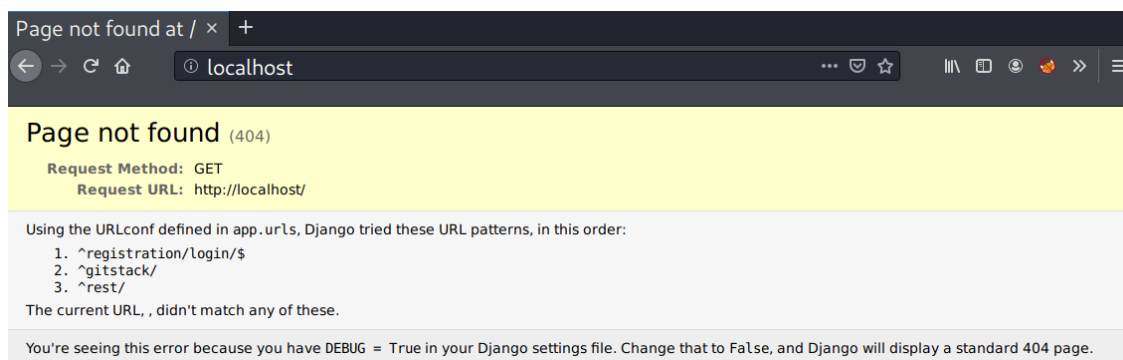 Page not found at /
localhost
Page not found (404)
Request Method: GET
Request URL: http://localhost/
Using the URLconf defined in app.urls, Django tried these URL patterns, in this order:
1. ^registration/login/$
2. ^gitstack/
3. ^rest/
The current URL, , didn't match any of these.
You're seeing this error because you have DEBUG = True in your Django settings file. Change that to False, and Django will display a standard 404 page.